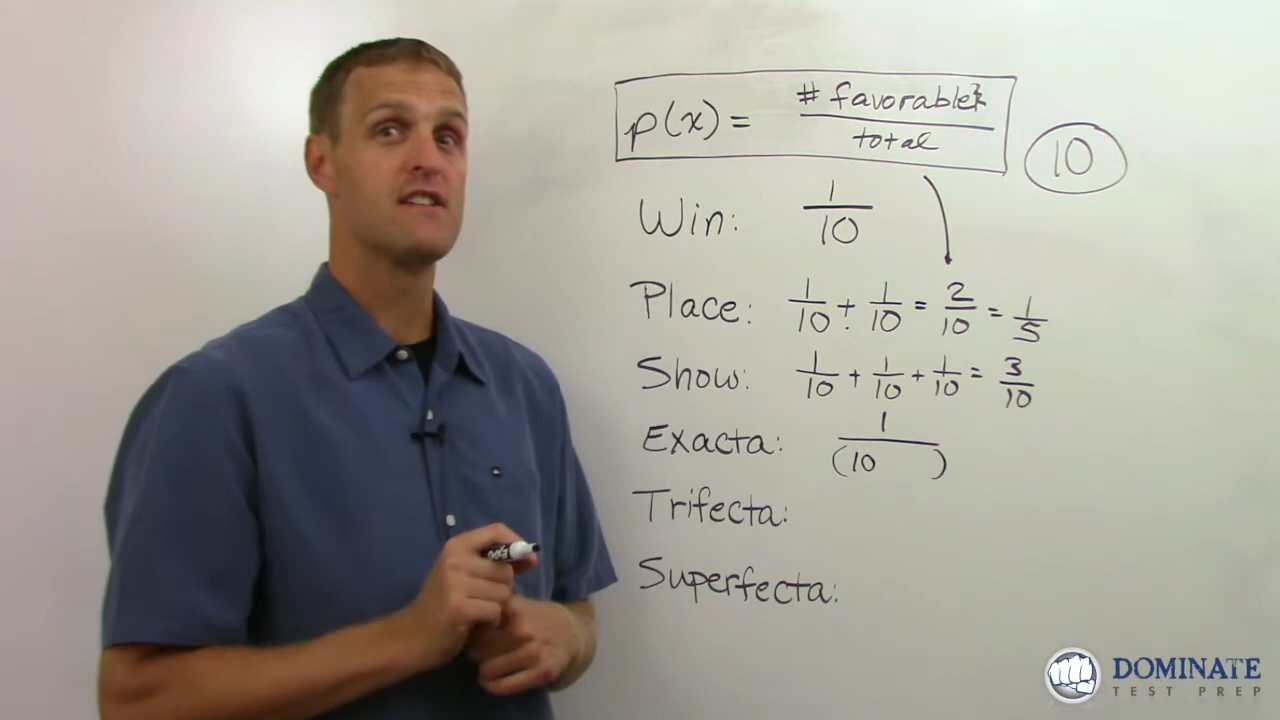 p(x) = # favorable / total
10
Win: 1/10
Place: 1/10 + 1/10 = 2/10 = 1/5
Show: 1/10 + 1/10 + 1/10 = 3/10
Exacta: 1/(10 )
Trifecta:
Superfecta:
DOMINATE
TEST PREP